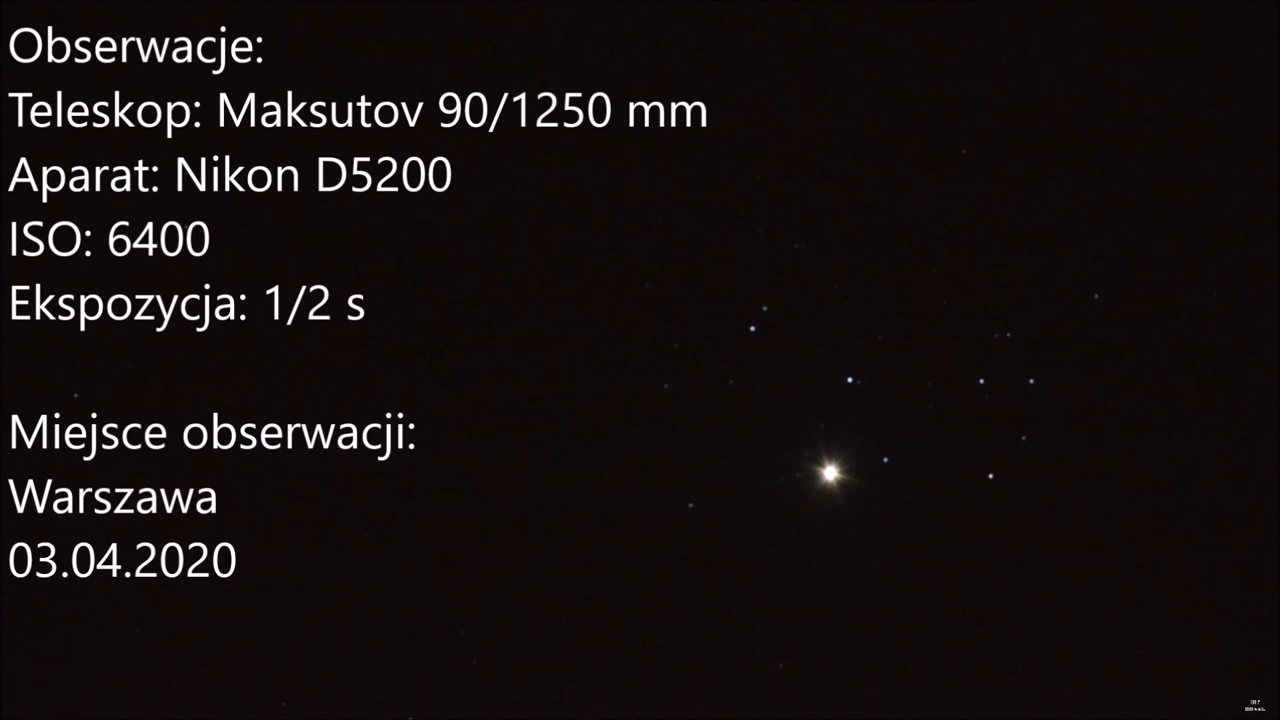 Obserwacje:
Teleskop: Maksutov 90/1250 mm
Aparat: Nikon D5200
ISO: 6400
Ekspozycja: 1/2 s
Miejsce obserwacji:
Warszawa
03.04.2020